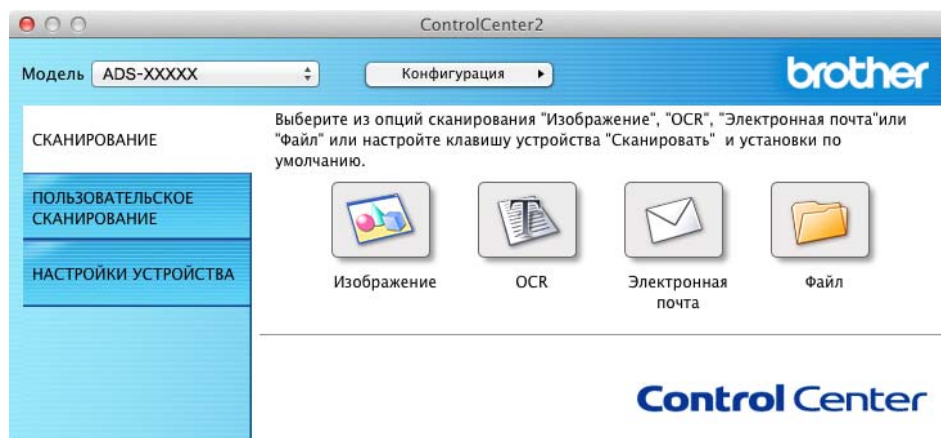 ControlCenter2
Модель ADS-XXXXX Конфигурация brother
СКАНИРОВАНИЕ
ПОЛЬЗОВАТЕЛЬСКОЕ
СКАНИРОВАНИЕ
НАСТРОЙКИ УСТРОЙСТВА
Выберите из опций сканирования "Изображение", "OCR", "Электронная почта"или
"Файл" или настройте клавишу устройства "Сканировать" и установки по
умолчанию.
Изображение
OCR
Электронная
почта
Файл
Control Center